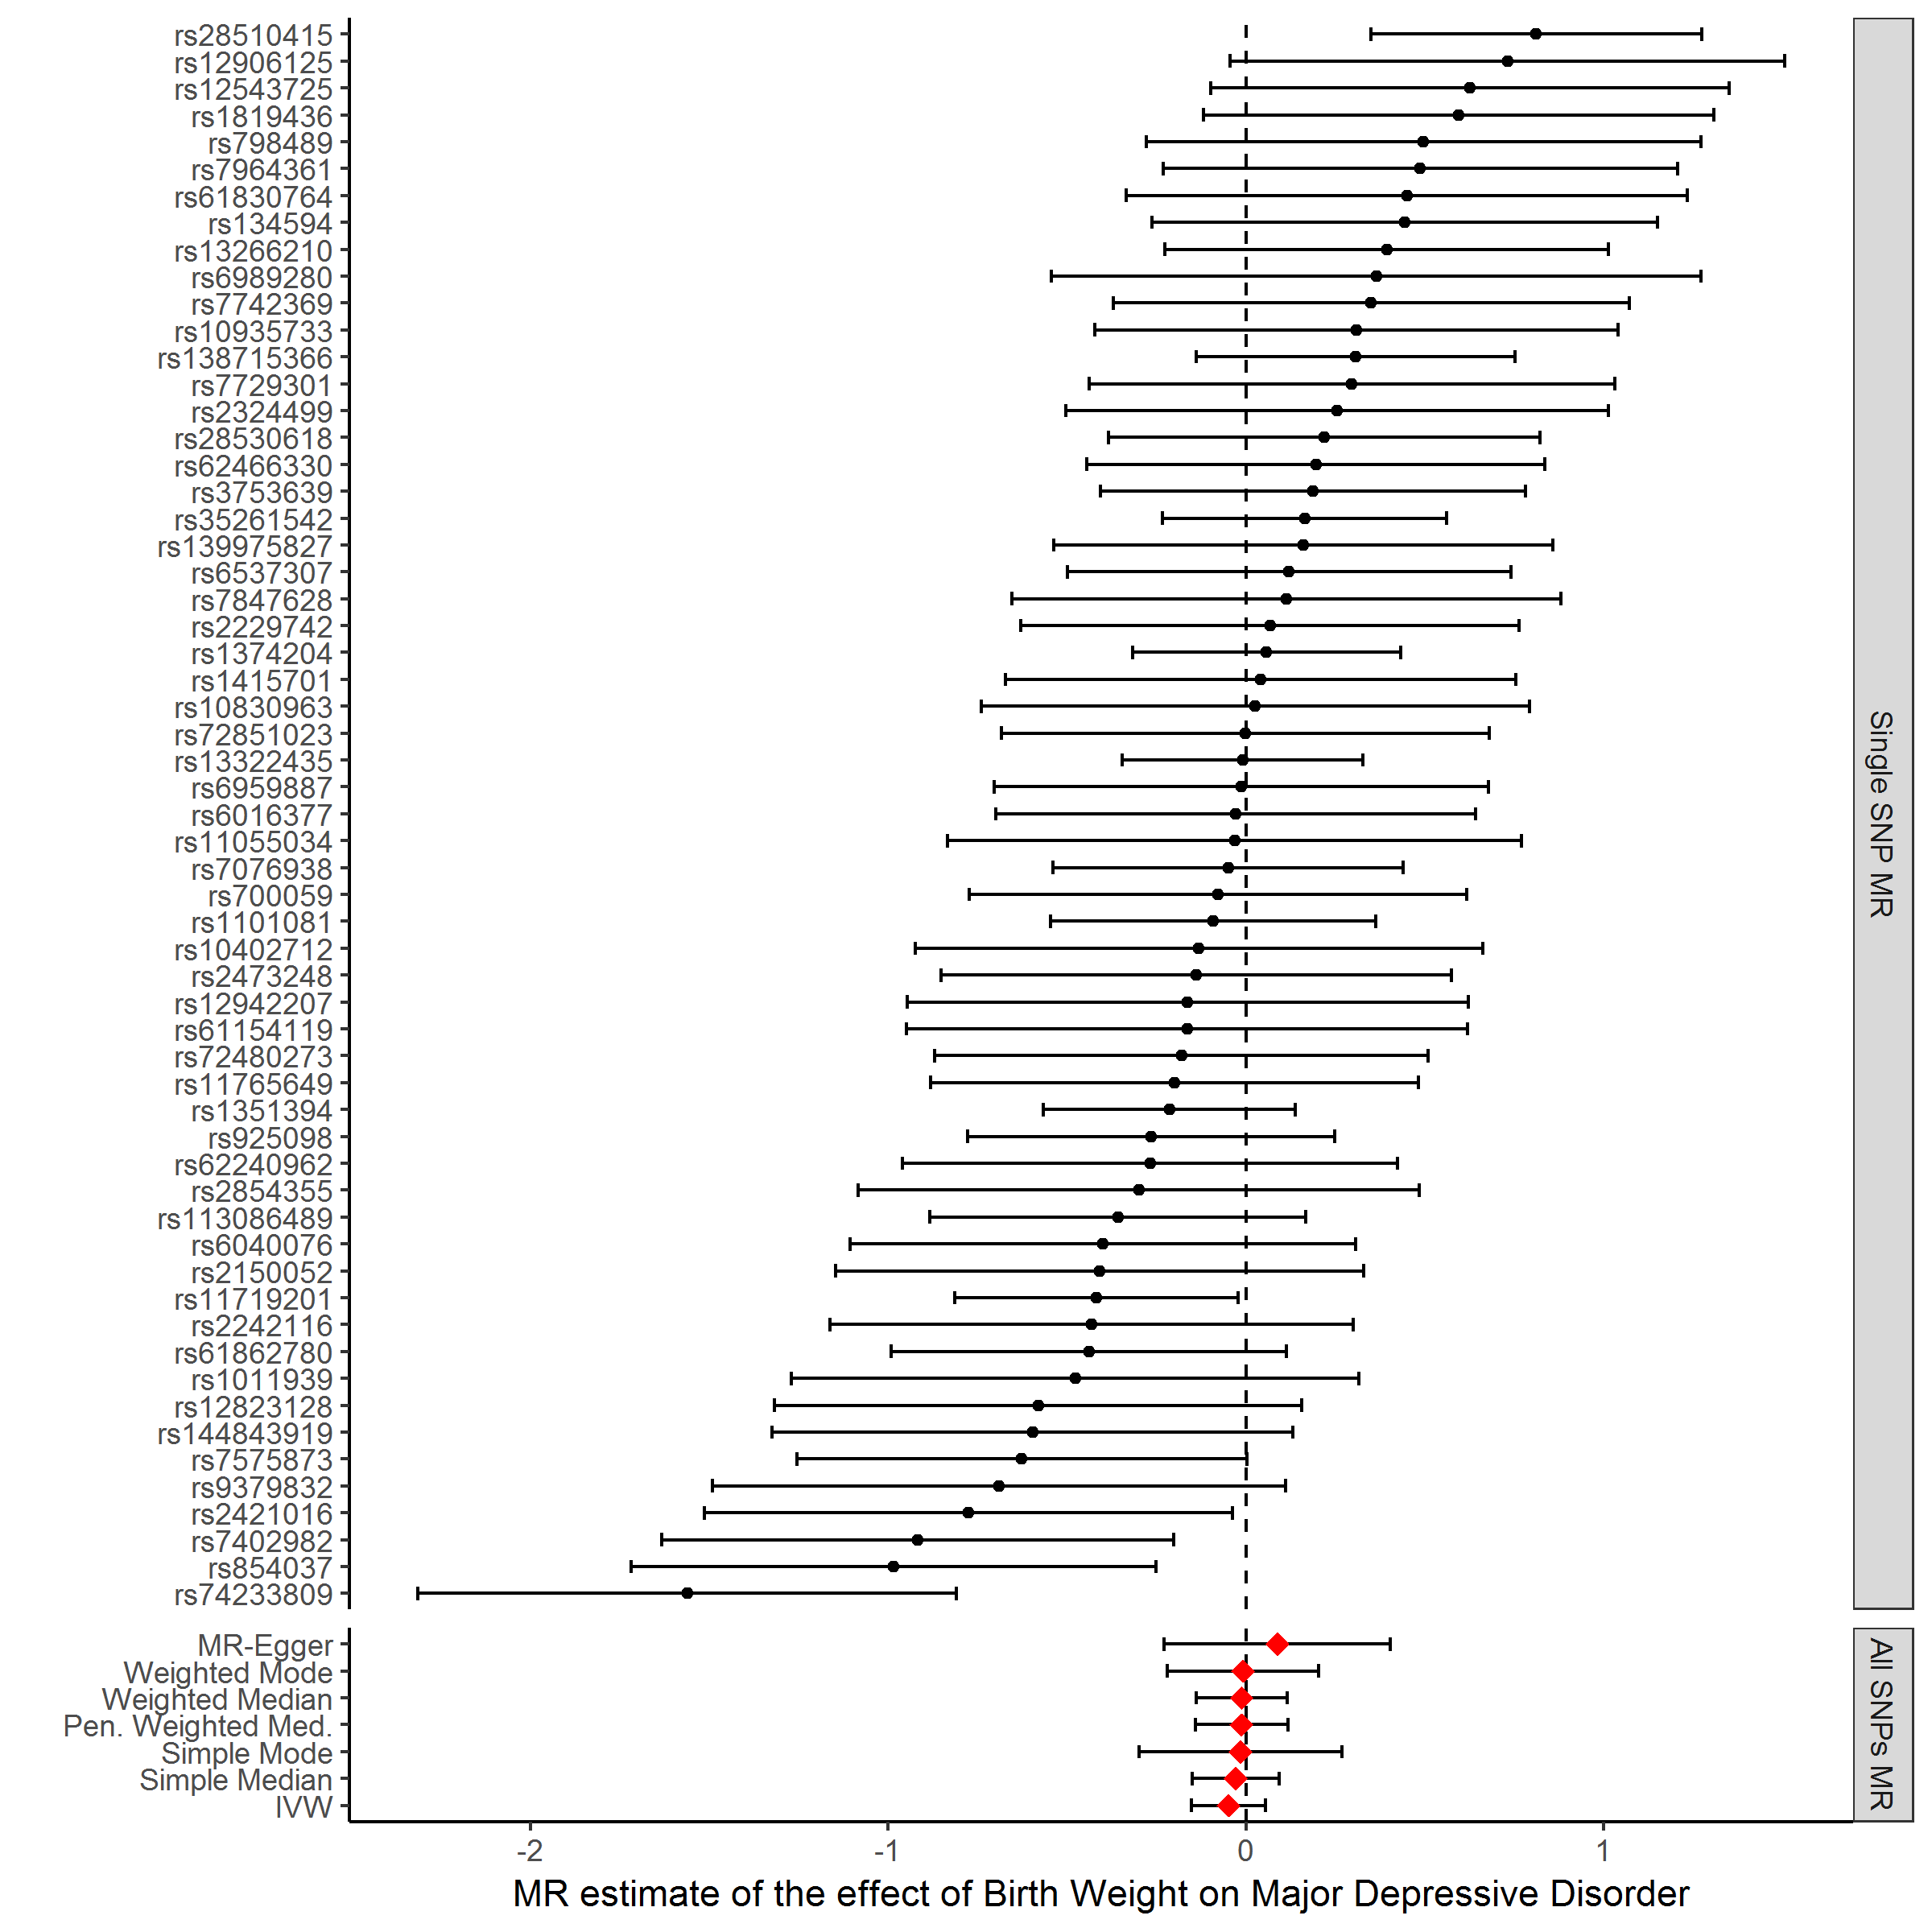 rs28510415
rs12906125
rs12543725
rs1819436
rs798489
rs7964361
rs61830764
rs134594
rs13266210
rs6989280
rs7742369
rs10935733
rs138715366
rs7729301
rs2324499
rs28530618
rs62466330
rs3753639
rs35261542
rs139975827
rs6537307
rs7847628
rs2229742
rs1374204
rs1415701
rs10830963
rs72851023
rs13322435
rs6959887
rs6016377
rs11055034
rs7076938
rs700059
rs1101081
rs10402712
rs2473248
rs12942207
rs61154119
rs72480273
rs11765649
rs1351394
rs925098
rs62240962
rs2854355
rs113086489
rs6040076
rs2150052
rs11719201
rs2242116
rs61862780
rs1011939
rs12823128
rs144843919
rs7575873
rs9379832
rs2421016
rs7402982
rs854037
rs74233809
Single SNP MR
MR-Egger
Weighted Mode
Weighted Median
Pen. Weighted Med.
Simple Mode
Simple Median
IVW
All SNPs MR
-2 -1 0 1
MR estimate of the effect of Birth Weight on Major Depressive Disorder